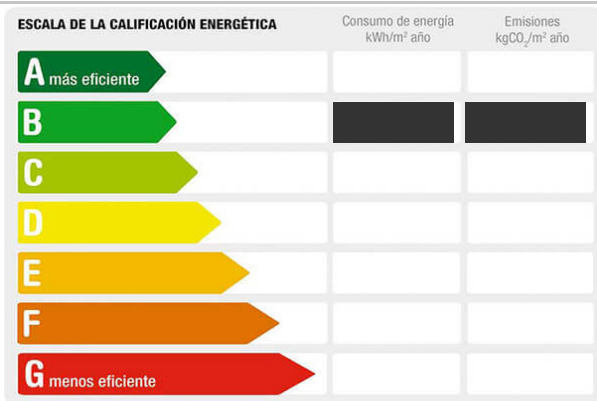 ESCALA DE LA CALIFICACIÓN ENERGÉTICA
Consumo de energía
kWh/m² año
Emisiones
kgCO₂/m² año
A más eficiente
B
C
D
E
F
G menos eficiente